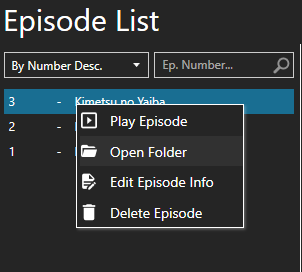 Episode List
By Number Desc. Ep. Number...
3 - Kimetsu no Yaiba
Play Episode
2 -
Open Folder
1 -
Edit Episode Info
Delete Episode